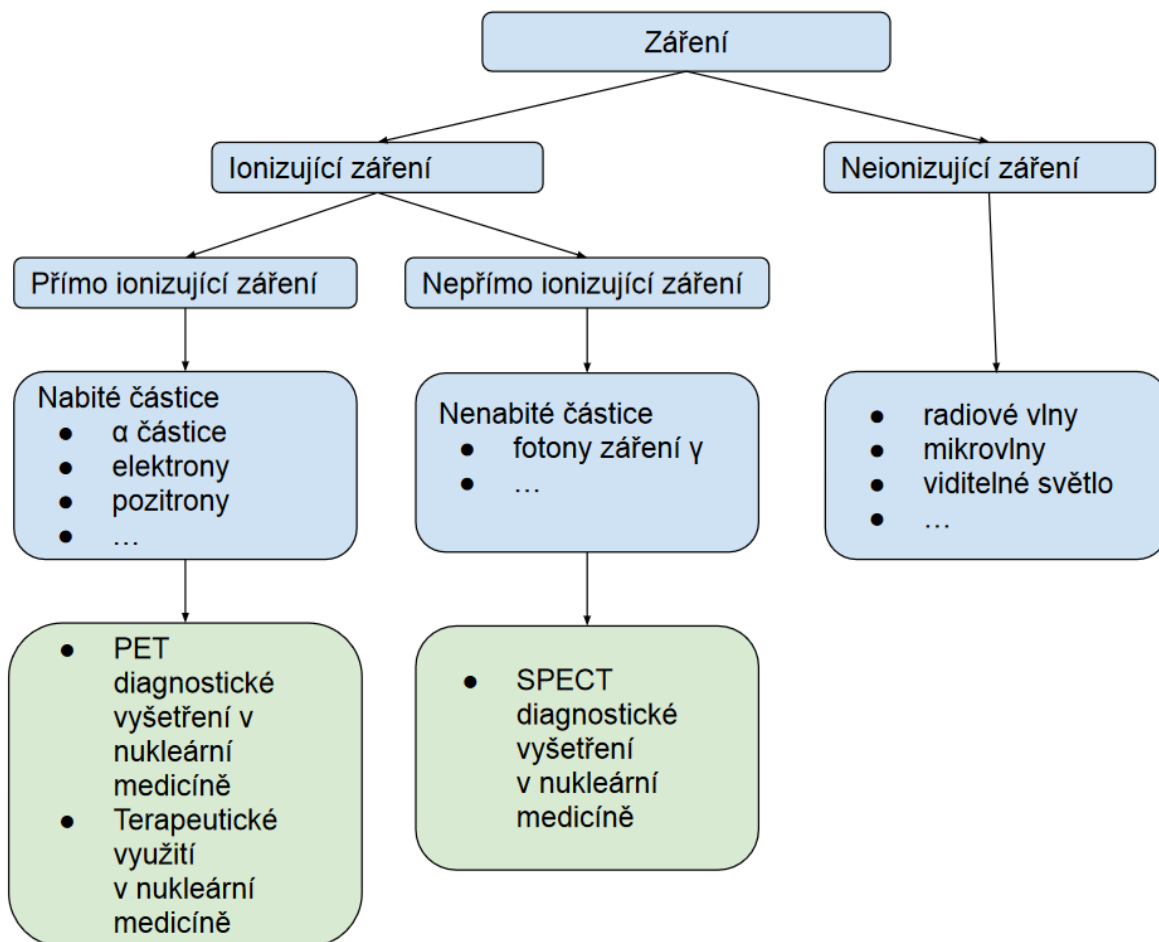 Záření
Ionizující záření
Neionizující záření
Přímo ionizující záření
Nepřímo ionizující záření
Nabité částice
● α částice
● elektrony
● pozitrony
● …
Nenabité částice
● fotony záření γ
● …
● radiové vlny
● mikrovlny
● viditelné světlo
● …
● PET
diagnostické
vyšetření v
nukleární
medicíně
● Terapeutické
využití
v nukleární
medicíně
● SPECT
diagnostické
vyšetření
v nukleární
medicíně